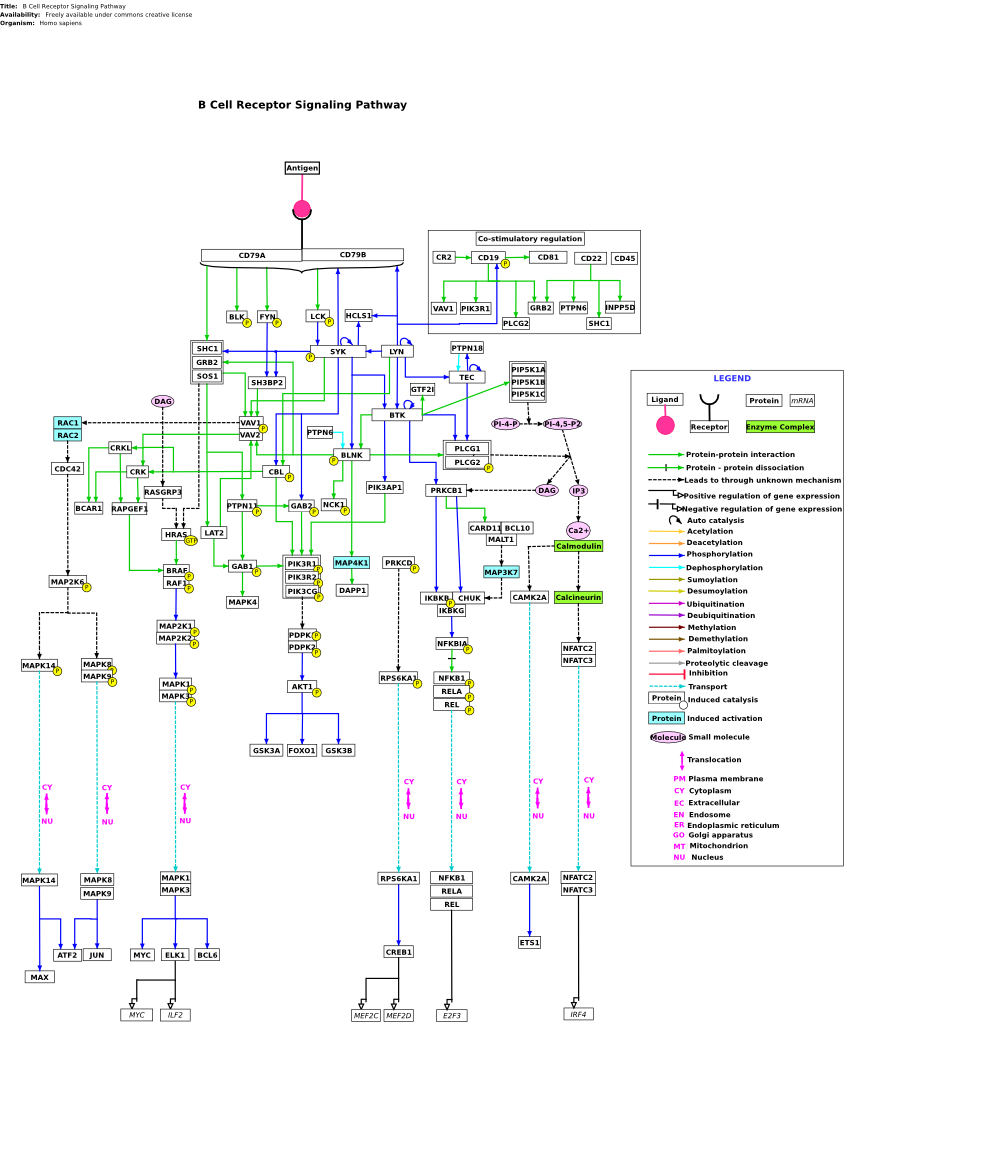 Title: B Cell Receptor Signaling Pathway
Availability: Freely available under commons creative license
Organism: Homo sapiens
B Cell Receptor Signaling Pathway
Antigen
CD79A
CD79B
Co-stimulatory regulation
CR2
CD19
P
CD81
CD22
CD45
VAV1
PIK3R1
PLCG2
GRB2
PTPN6
SHC1
INPP5D
BLK
P
FYN
P
LCK
P
HCLS1
SHC1
GRB2
SOS1
SYK
P
LYN
PTPN18
TEC
SH3BP2
GTF2I
PIP5K1A
PIP5K1B
PIP5K1C
DAG
RAC1
RAC2
VAV1
P
VAV2
PTPN6
BTK
PI-4-P
PI-4,5-P2
CRKL
CDC42
CRK
CBL
P
BLNK
PLCG1
PLCG2
P
RASGRP3
PIK3AP1
PRKCB1
DAG
IP3
BCAR1
RAPGEF1
PTPN11
P
GAB2
P
NCK1
P
HRAS
GTP
LAT2
CARD11
BCL10
MALT1
Ca2+
Calmodulin
BRAF
P
RAF1
P
GAB1
P
PIK3R1
P
PIK3R2
P
PIK3CG
P
MAP4K1
PRKCD
P
MAP3K7
MAP2K6
P
MAPK4
DAPP1
IKBKB
CHUK
P
IKBKG
CAMK2A
Calcineurin
MAP2K1
P
MAP2K2
P
PDPK1
P
PDPK2
P
NFKBIA
P
NFATC2
NFATC3
MAPK14
P
MAPK8
P
MAPK9
P
MAPK1
P
MAPK3
P
AKT1
P
RPS6KA1
P
NFKB1
P
RELA
P
REL
P
GSK3A
FOXO1
GSK3B
CY
NU
CY
NU
CY
NU
CY
NU
CY
NU
CY
NU
CY
NU
MAPK14
MAPK8
MAPK9
MAPK1
MAPK3
RPS6KA1
NFKB1
RELA
REL
CAMK2A
NFATC2
NFATC3
ETS1
ATF2
JUN
MYC
ELK1
BCL6
CREB1
MAX
MYC
ILF2
MEF2C
MEF2D
E2F3
IRF4
LEGEND
Ligand
Receptor
Protein
mRNA
Enzyme Complex
Protein-protein interaction
Protein - protein dissociation
Leads to through unknown mechanism
Positive regulation of gene expression
Negative regulation of gene expression
Auto catalysis
Acetylation
Deacetylation
Phosphorylation
Dephosphorylation
Sumoylation
Desumoylation
Ubiquitination
Deubiquitination
Methylation
Demethylation
Palmitoylation
Proteolytic cleavage
Inhibition
Transport
Protein Induced catalysis
Protein Induced activation
Molecule Small molecule
Translocation
PM Plasma membrane
CY Cytoplasm
EC Extracellular
EN Endosome
ER Endoplasmic reticulum
GO Golgi apparatus
MT Mitochondrion
NU Nucleus